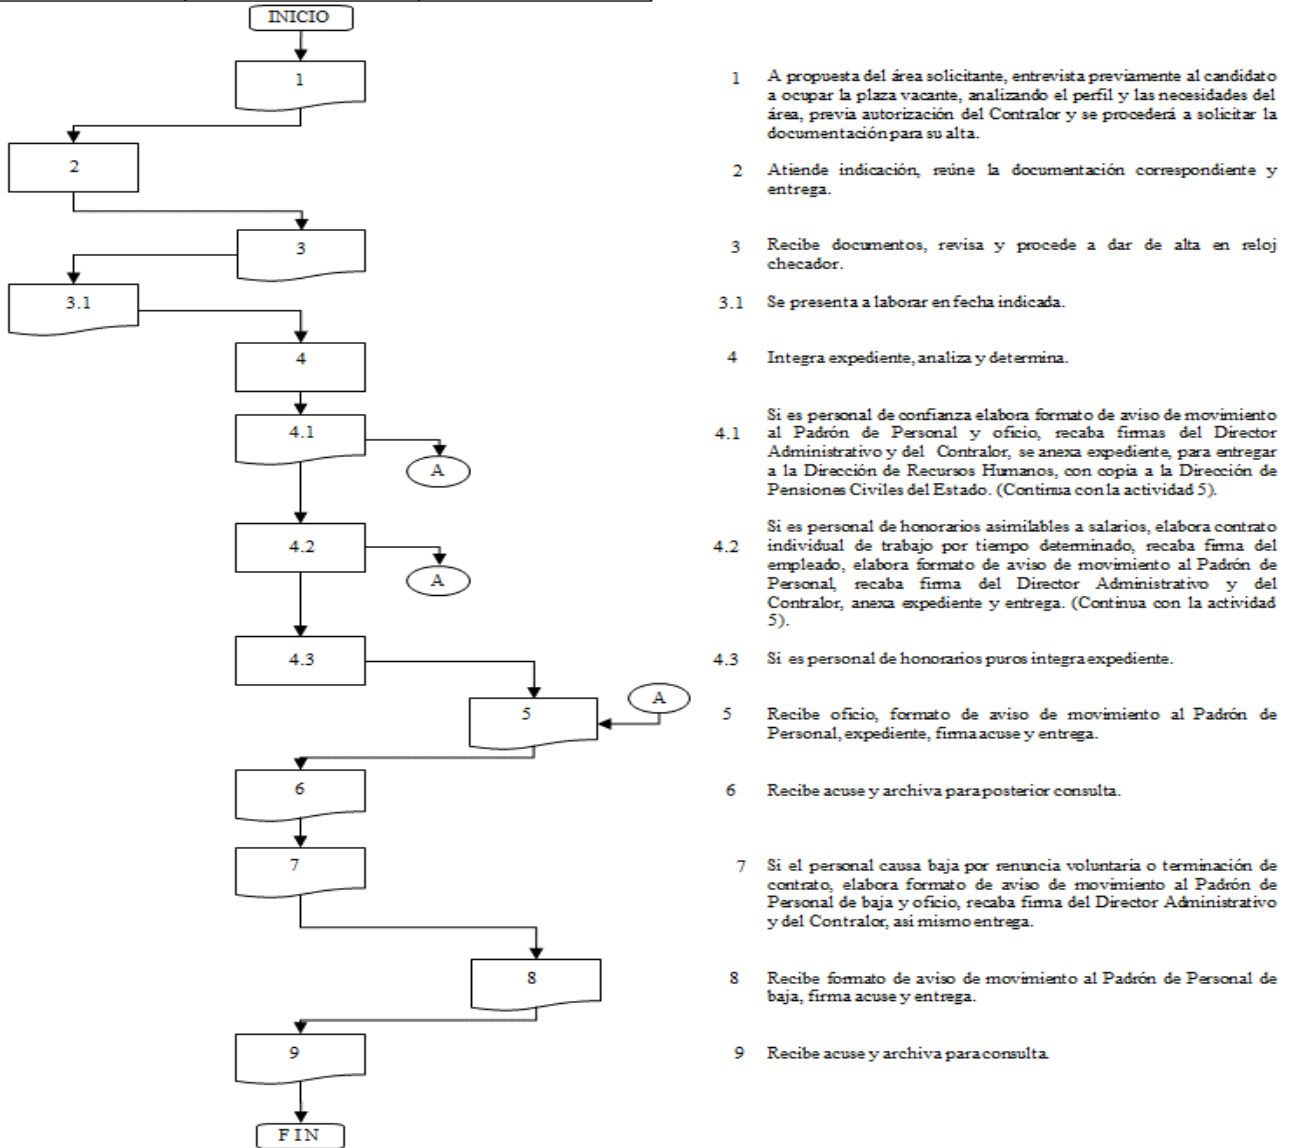 INICIO
1
2
3
3.1
4
4.1
A
4.2
A
4.3
A
5
6
7
8
9
F I N
1 A propuesta del área solicitante, entrevista previamente al candidato
a ocupar la plaza vacante, analizando el perfil y las necesidades del
área, previa autorización del Contralor y se procederá a solicitar la
documentación para su alta.
2 Atiende indicación, reúne la documentación correspondiente y
entrega.
3 Recibe documentos, revisa y procede a dar de alta en reloj
checador.
3.1 Se presenta a laborar en fecha indicada.
4 Integra expediente, analiza y determina.
Si es personal de confianza elabora formato de aviso de movimiento
4.1 al Padrón de Personal y oficio, recaba firmas del Director
Administrativo y del Contralor, se anexa expediente, para entregar
a la Dirección de Recursos Humanos, con copia a la Dirección de
Pensiones Civiles del Estado. (Continua con la actividad 5).
Si es personal de honorarios asimilables a salarios, elabora contrato
4.2 individual de trabajo por tiempo determinado, recaba firma del
empleado, elabora formato de aviso de movimiento al Padrón de
Personal, recaba firma del Director Administrativo y del
Contralor, anexa expediente y entrega. (Continua con la actividad
5).
4.3 Si es personal de honorarios puros integra expediente.
5 Recibe oficio, formato de aviso de movimiento al Padrón de
Personal, expediente, firma acuse y entrega.
6 Recibe acuse y archiva para posterior consulta.
7 Si el personal causa baja por renuncia voluntaria o terminación de
contrato, elabora formato de aviso de movimiento al Padrón de
Personal de baja y oficio, recaba firma del Director Administrativo
y del Contralor, asi mismo entrega.
8 Recibe formato de aviso de movimiento al Padrón de Personal de
baja, firma acuse y entrega.
9 Recibe acuse y archiva para consulta.